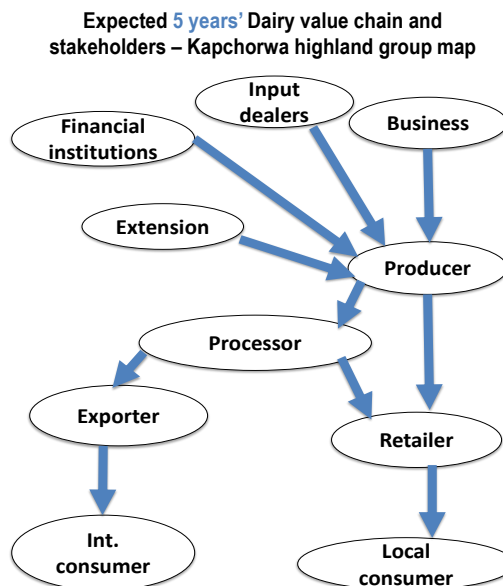 Expected 5 years' Dairy value chain and
stakeholders – Kapchorwa highland group map
Input
dealers
Financial
institutions
Business
Extension
Producer
Processor
Exporter
Retailer
Int.
consumer
Local
consumer